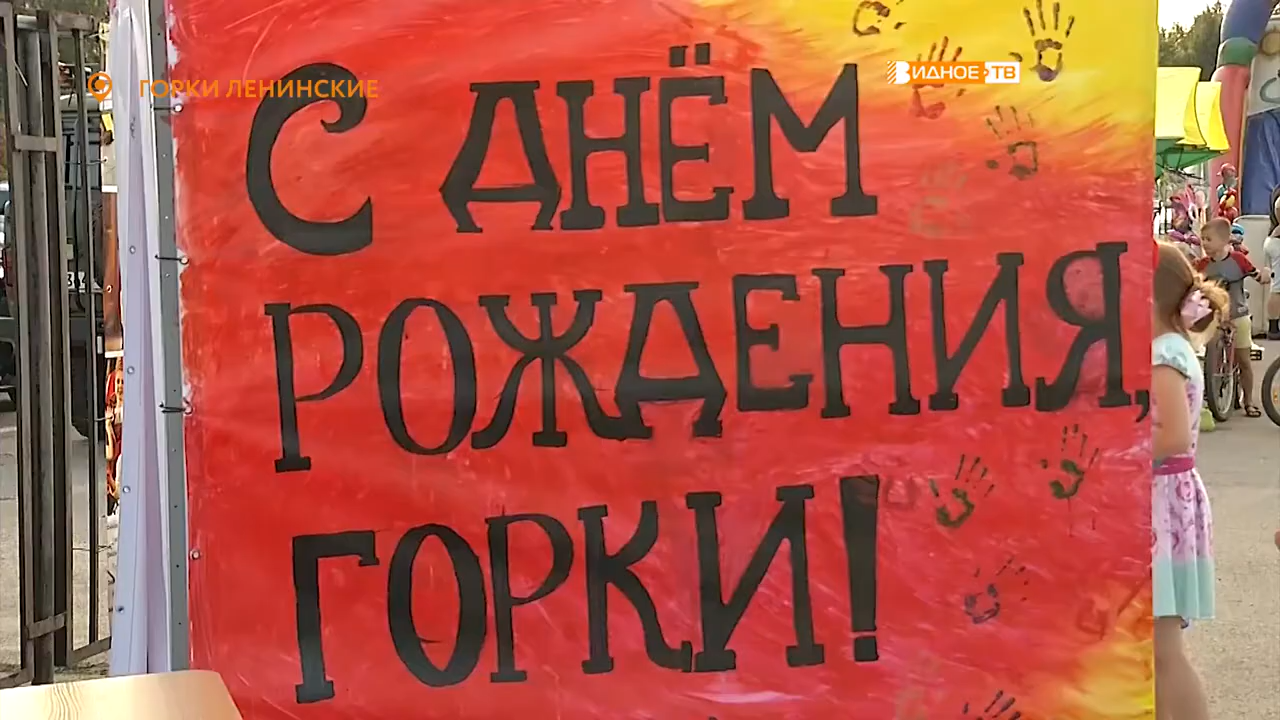 ГОРКИ ЛЕНИНСКИЕ
ВИДНОЕ ТВ
С ДНЁМ
РОЖДЕНИЯ,
ГОРКИ!